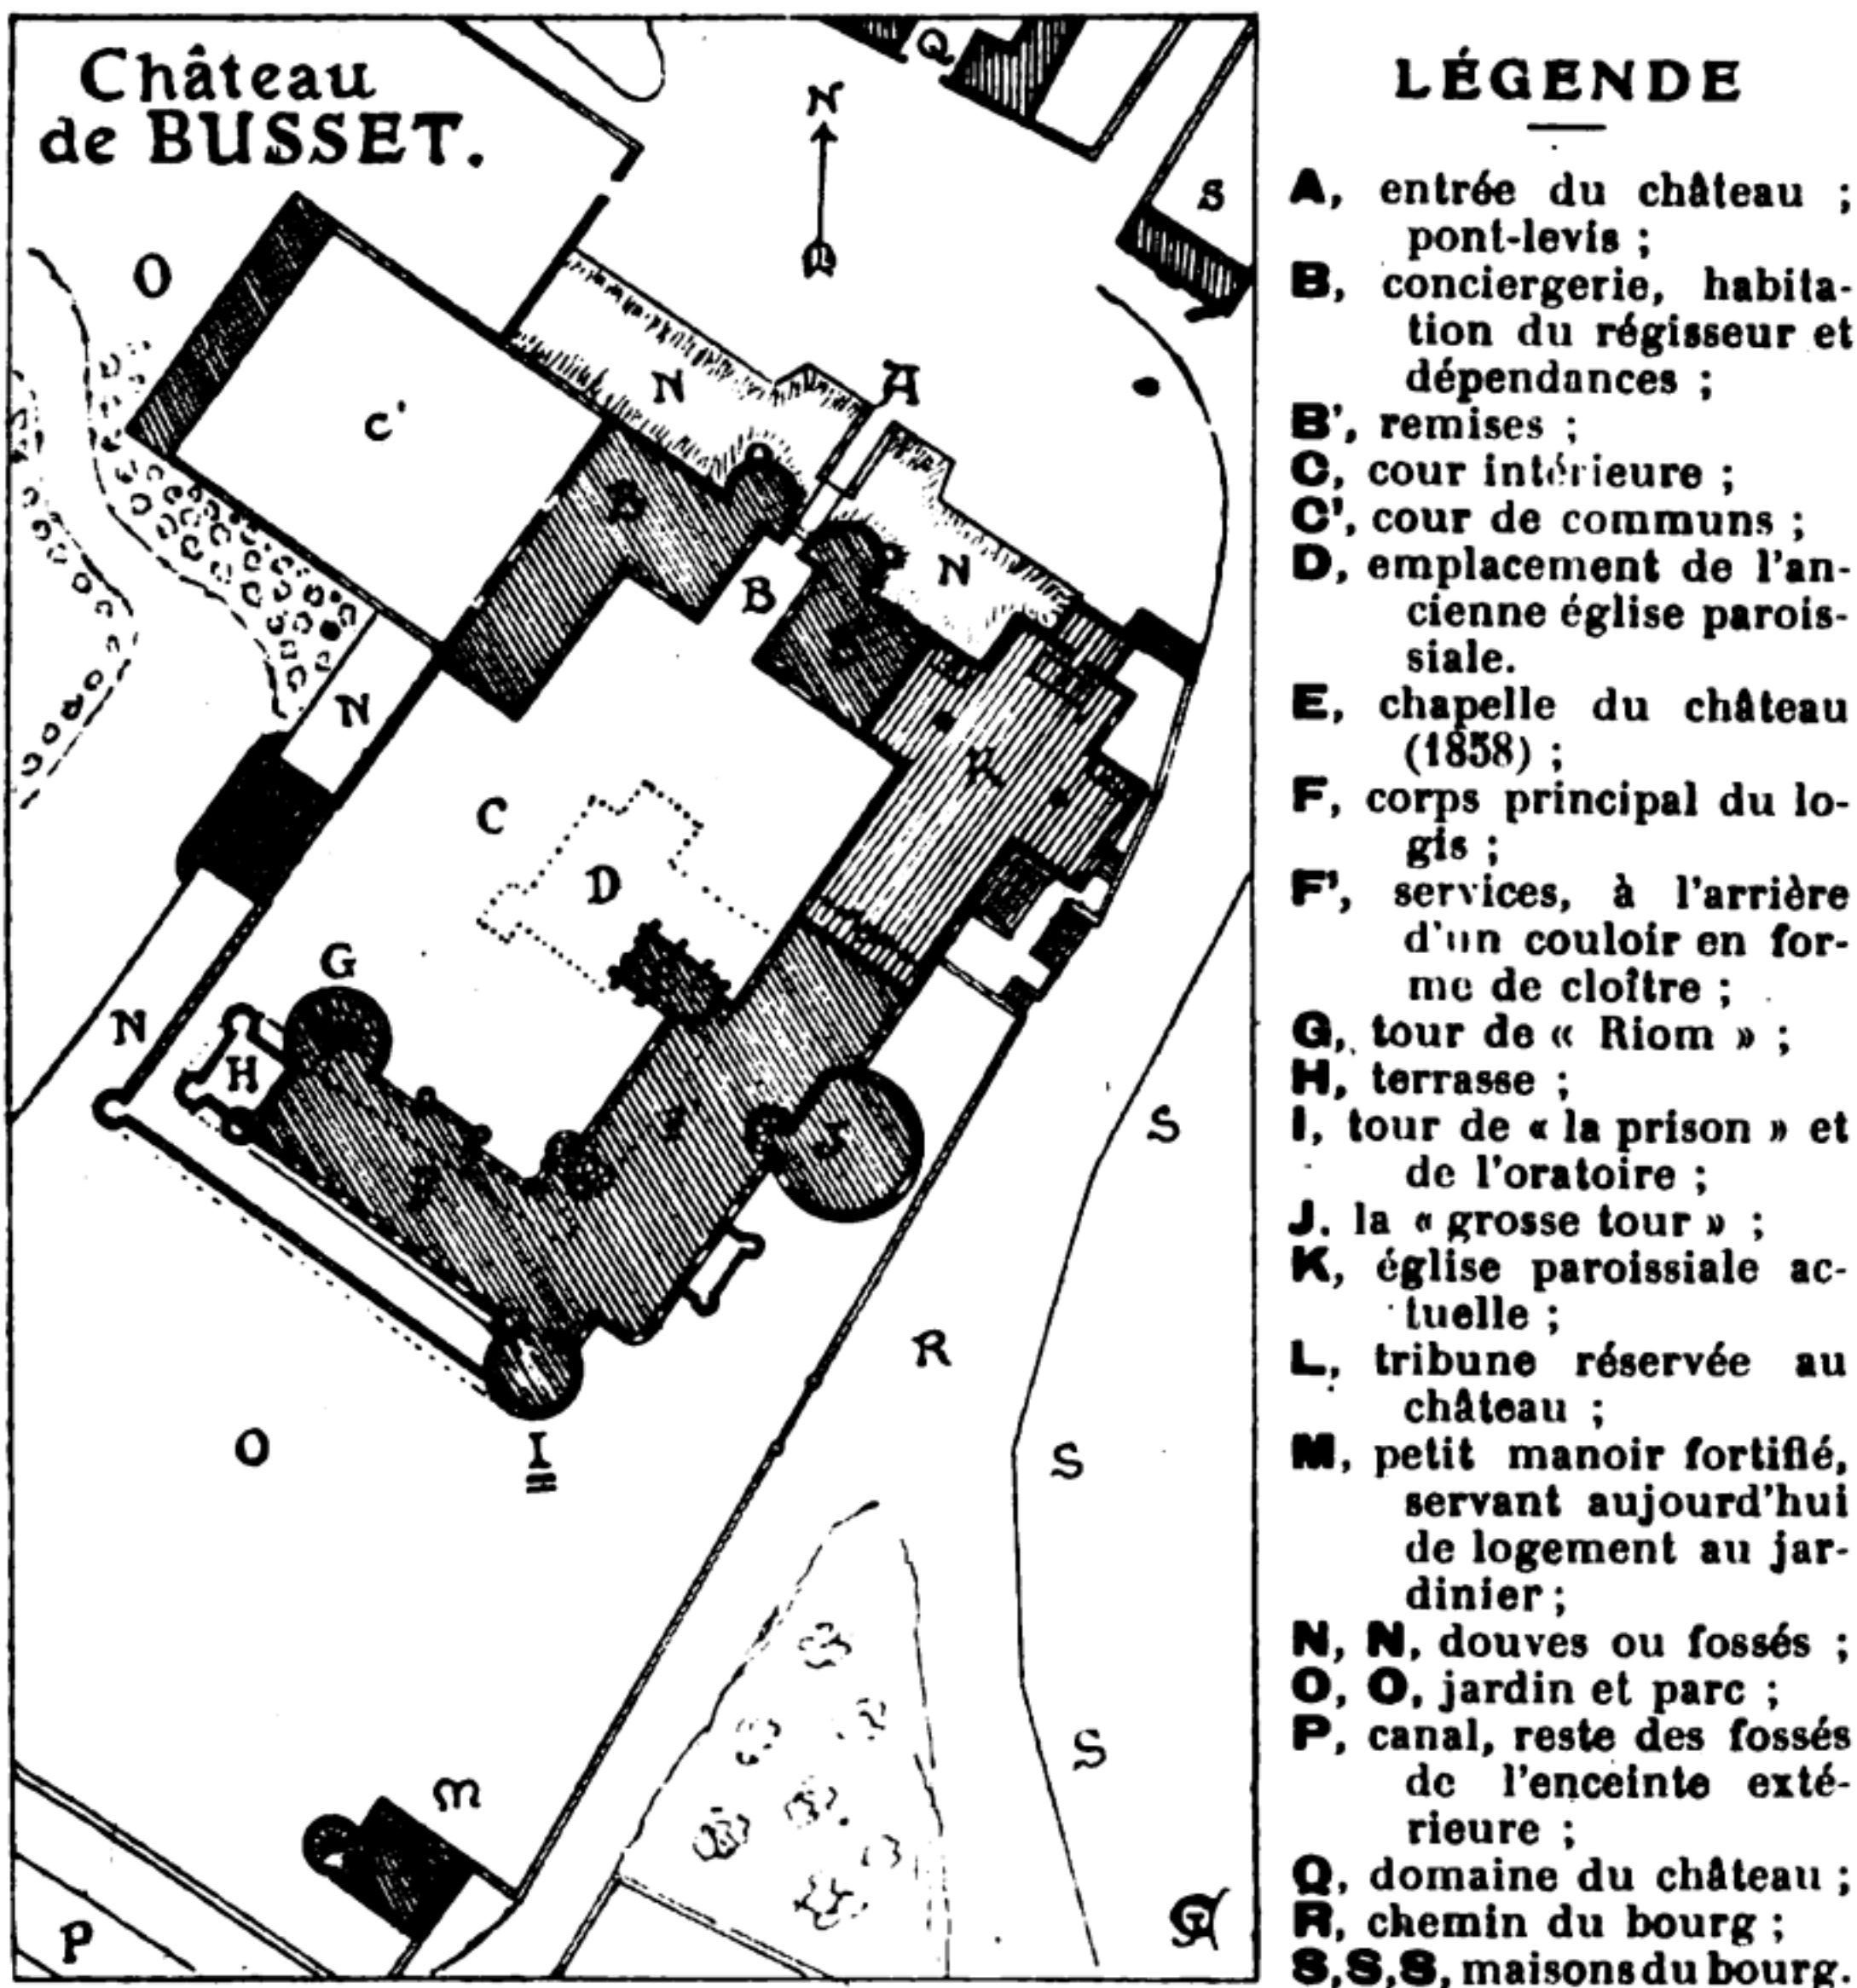 Château
de BUSSET.
Q
N
S
O
A
N
C'
B
N
B
N
K
C
D
G
N
H
F
J
S
I
R
O
S
S
M
P
LÉGENDE
A, entrée du château ;
pont-levis ;
B, conciergerie, habita-
tion du régisseur et
dépendances ;
B', remises ;
C, cour intérieure ;
C', cour de communs ;
D, emplacement de l'an-
cienne église parois-
siale.
E, chapelle du château
(1858) ;
F, corps principal du lo-
gis ;
F', services, à l'arrière
d'un couloir en for-
me de cloître ;
G, tour de « Riom » ;
H, terrasse ;
I, tour de « la prison » et
de l'oratoire ;
J. la « grosse tour » ;
K, église paroissiale ac-
tuelle ;
L, tribune réservée au
château ;
M, petit manoir fortifié,
servant aujourd'hui
de logement au jar-
dinier ;
N, N, douves ou fossés ;
O, O, jardin et parc ;
P, canal, reste des fossés
de l'enceinte exté-
rieure ;
Q, domaine du château ;
R, chemin du bourg ;
S,S,S, maisons du bourg.